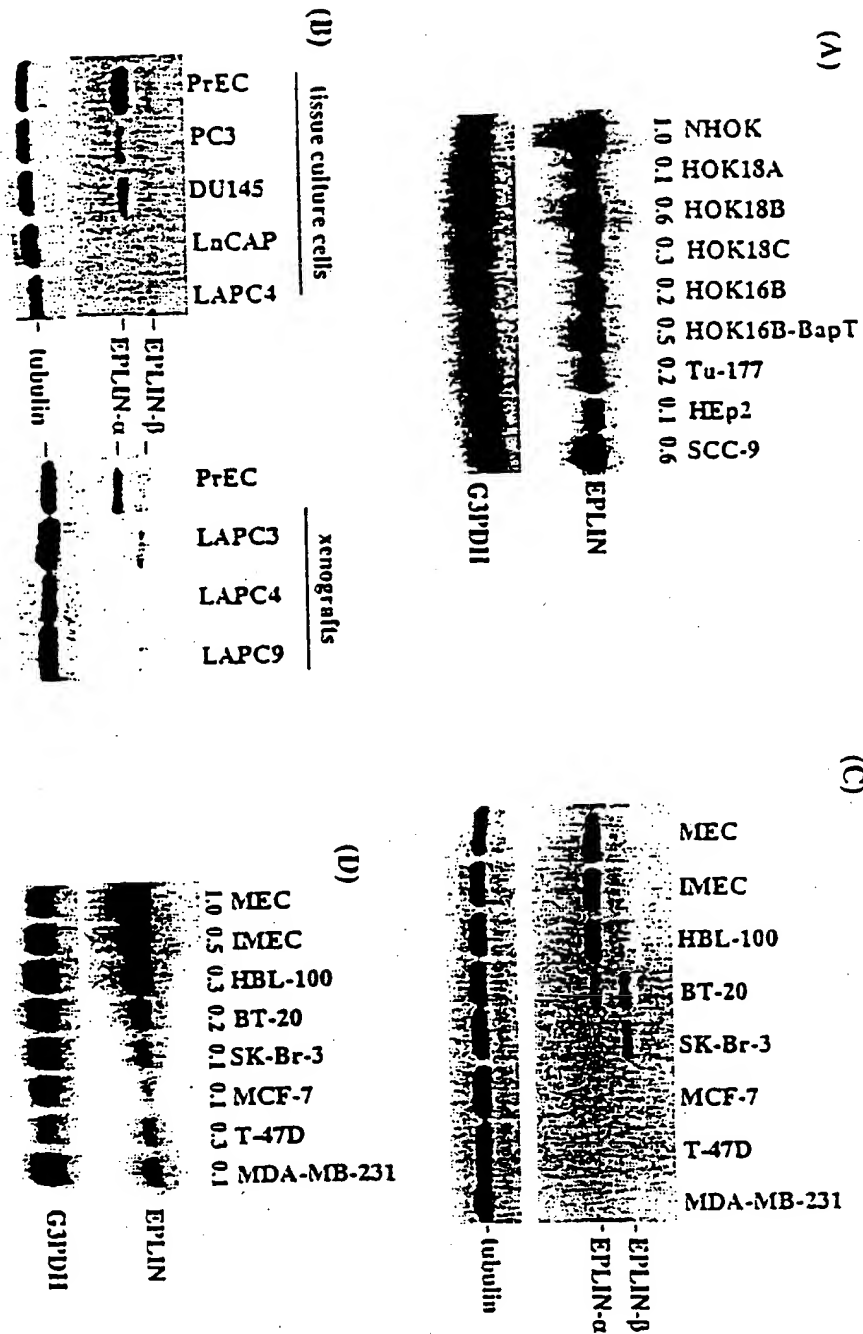 (A)
1.0 NHOK
0.1 HOK18A
0.6 HOK18B
0.3 HOK18C
0.2 HOK16B
0.5 HOK16B-BapT
0.2 Tu-177
0.1 HEp2
0.6 SCC-9
EPLIN
G3PDH
(B)
tissue culture cells
PrEC
PC3
DU145
LnCAP
LAPC4
EPLIN-β
EPLIN-α
tubulin
xenografts
PrEC
LAPC3
LAPC4
LAPC9
(C)
MEC
IMEC
HBL-100
BT-20
SK-Br-3
MCF-7
T-47D
MDA-MB-231
EPLIN-β
EPLIN-α
tubulin
(D)
1.0 MEC
0.5 IMEC
0.3 HBL-100
0.2 BT-20
0.1 SK-Br-3
0.1 MCF-7
0.3 T-47D
0.1 MDA-MB-231
EPLIN
G3PDH